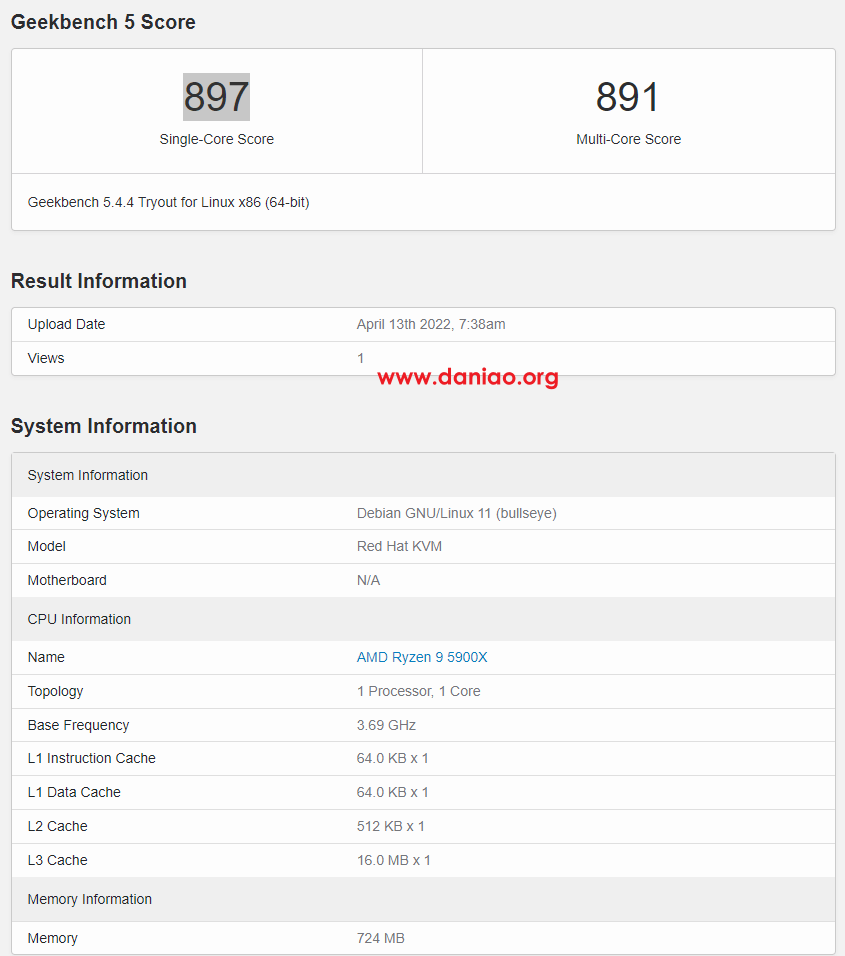 Geekbench 5 Score
897 891
Single-Core Score Multi-Core Score
Geekbench 5.4.4 Tryout for Linux x86 (64-bit)
Result Information
Upload Date April 13th 2022, 7:38am
Views 1
www.daniao.org
System Information
System Information
Operating System Debian GNU/Linux 11 (bullseye)
Model Red Hat KVM
Motherboard N/A
CPU Information
Name AMD Ryzen 9 5900X
Topology 1 Processor, 1 Core
Base Frequency 3.69 GHz
L1 Instruction Cache 64.0 KB x 1
L1 Data Cache 64.0 KB x 1
L2 Cache 512 KB x 1
L3 Cache 16.0 MB x 1
Memory Information
Memory 724 MB